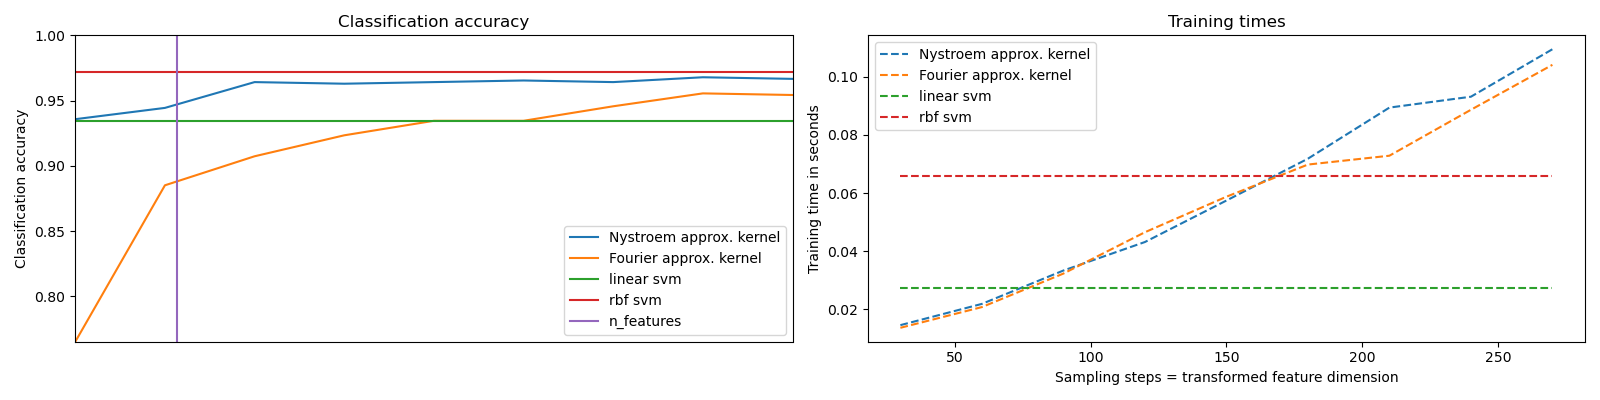 Classification accuracy
1.00
0.95
0.90
0.85
0.80
Classification accuracy
Nystroem approx. kernel
Fourier approx. kernel
linear svm
rbf svm
n_features
Training times
Nystroem approx. kernel
Fourier approx. kernel
linear svm
rbf svm
0.10
0.08
0.06
0.04
0.02
Training time in seconds
50
100
150
200
250
Sampling steps = transformed feature dimension